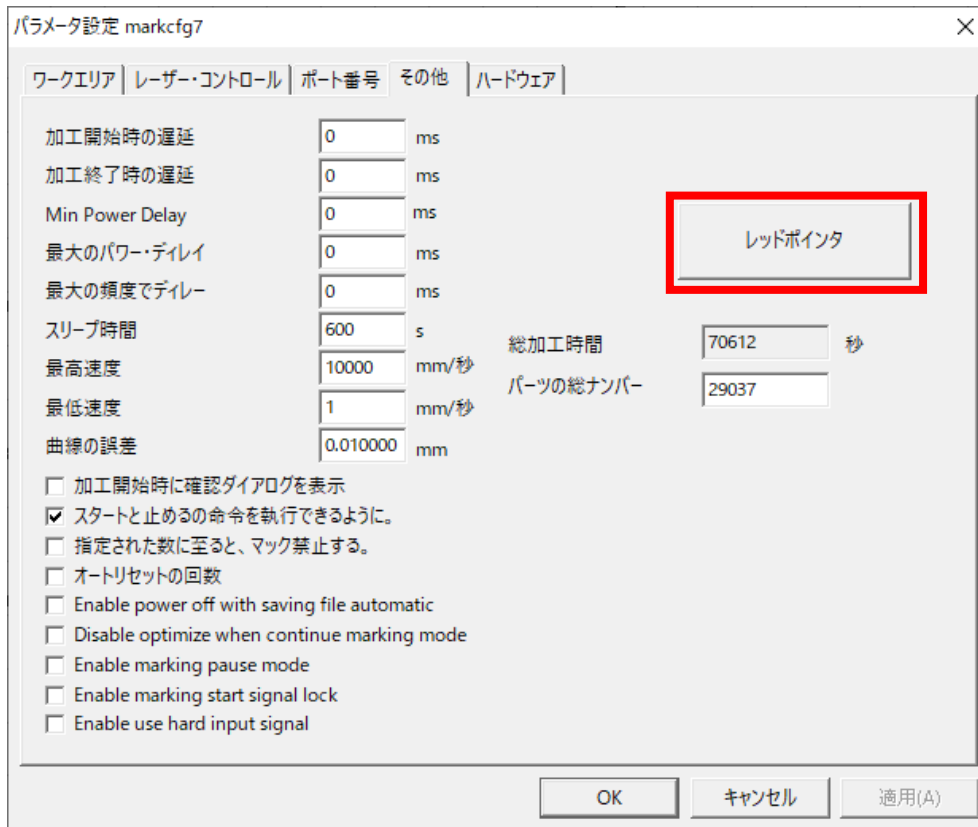 パラメータ設定 markcfg7
ワークエリア レーザー・コントロール ポート番号 その他 ハードウェア
加工開始時の遅延 0 ms
加工終了時の遅延 0 ms
Min Power Delay 0 ms
最大のパワー・ディレイ 0 ms
最大の頻度でディレー 0 ms
スリープ時間 600 s
最高速度 10000 mm/秒
最低速度 1 mm/秒
曲線の誤差 0.010000 mm
レッドポインタ
総加工時間 70612 秒
パーツの総ナンバー 29037
加工開始時に確認ダイアログを表示
スタートと止めるの命令を執行できるように。
指定された数に至ると、マック禁止する。
オートリセットの回数
Enable power off with saving file automatic
Disable optimize when continue marking mode
Enable marking pause mode
Enable marking start signal lock
Enable use hard input signal
OK キャンセル 適用(A)